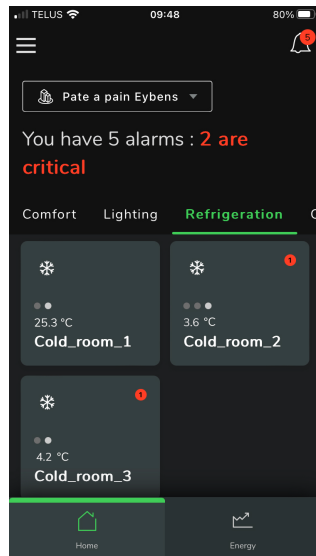 TELUS 09:48 80%
5
Pate a pain Eybens
You have 5 alarms : 2 are
critical
Comfort Lighting Refrigeration
1
25.3 °C 3.6 °C
Cold_room_1 Cold_room_2
1
4.2 °C
Cold_room_3
Home Energy